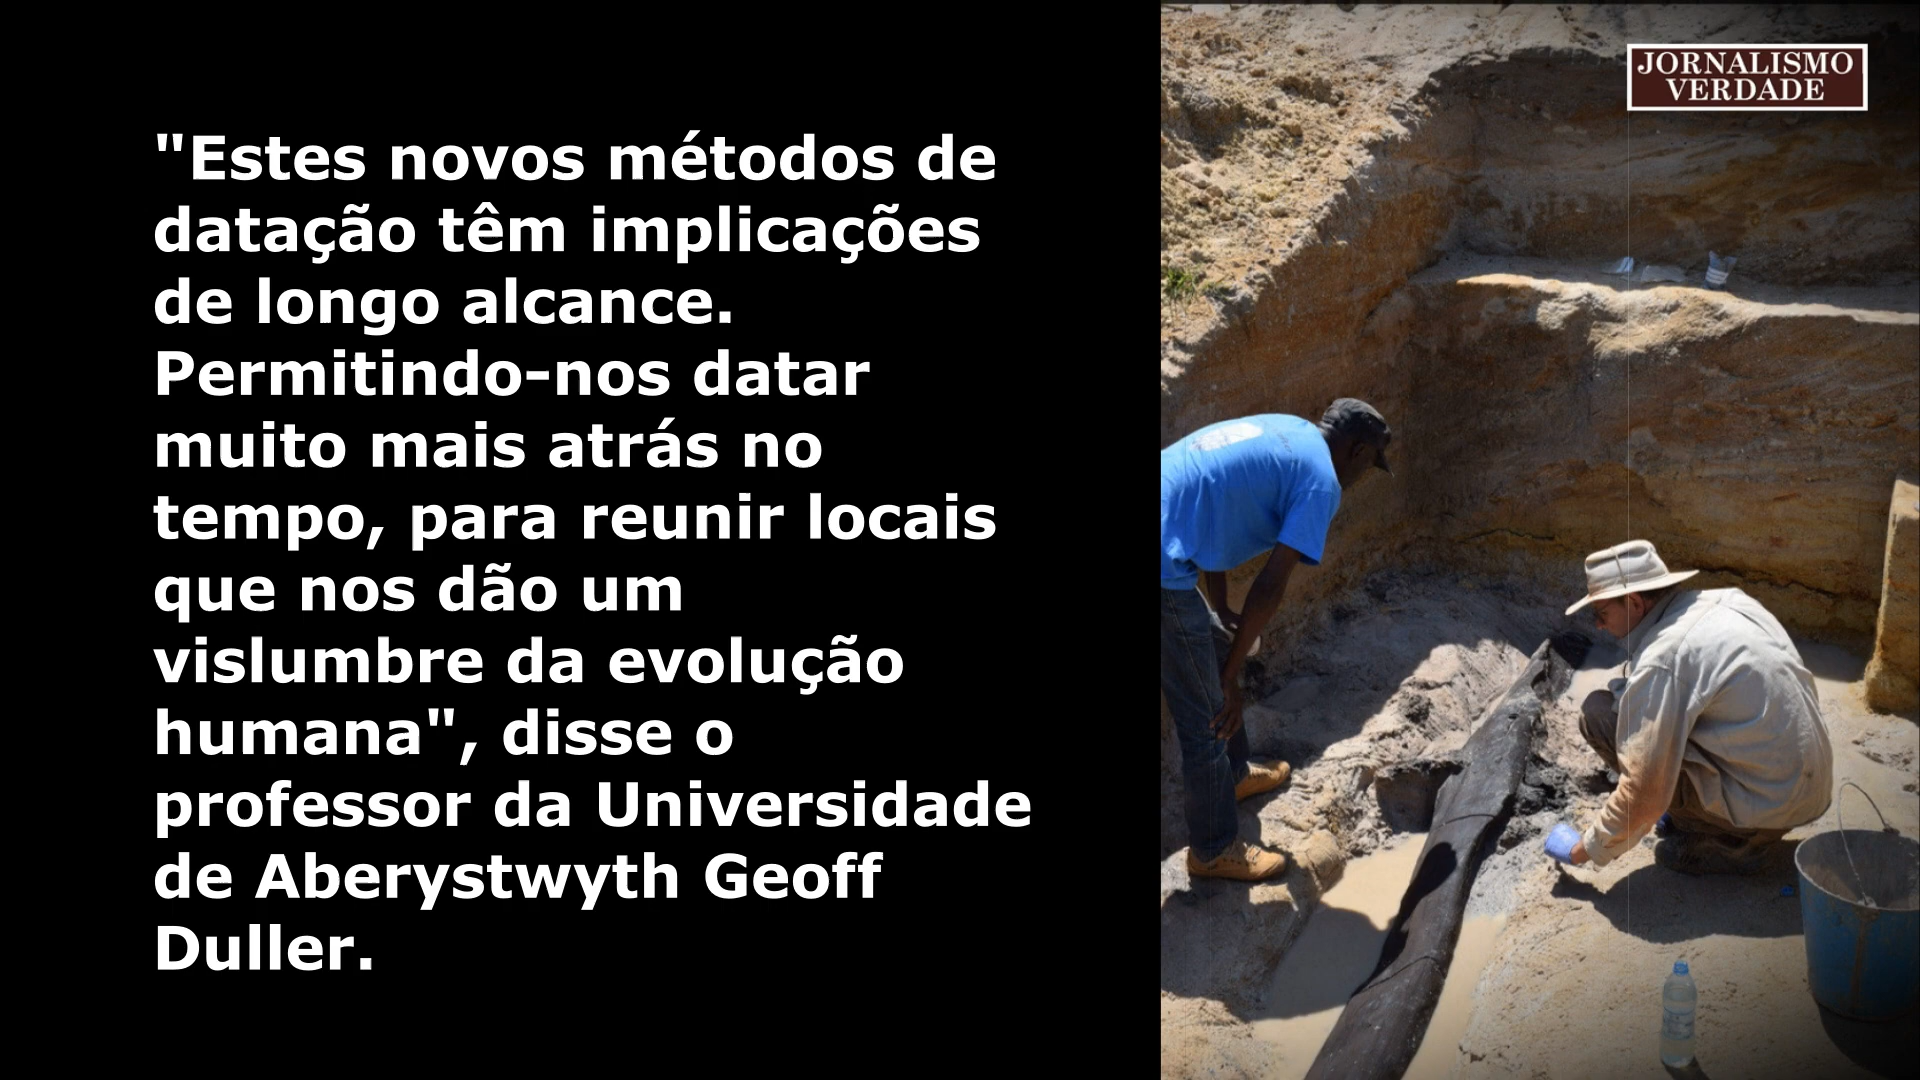 "Estes novos métodos de
datação têm implicações
de longo alcance.
Permitindo-nos datar
muito mais atrás no
tempo, para reunir locais
que nos dão um
vislumbre da evolução
humana", disse o
professor da Universidade
de Aberystwyth Geoff
Duller.
JORNALISMO
VERDADE